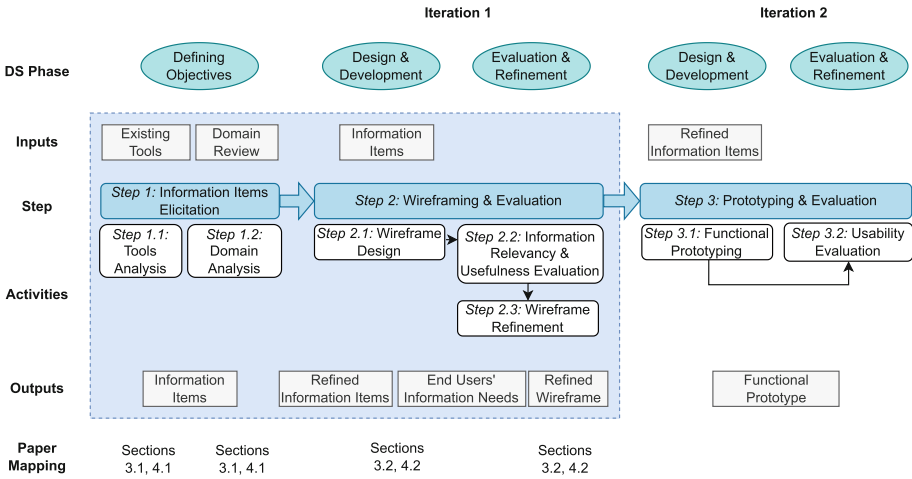 Iteration 1
Iteration 2
DS Phase
Defining
Objectives
Design &
Development
Evaluation &
Refinement
Design &
Development
Evaluation &
Refinement
Inputs
Existing
Tools
Domain
Review
Information
Items
Refined
Information Items
Step
Step 1: Information Items
Elicitation
Step 2: Wireframing & Evaluation
Step 3: Prototyping & Evaluation
Activities
Step 1.1:
Tools
Analysis
Step 1.2:
Domain
Analysis
Step 2.1: Wireframe
Design
Step 2.2: Information
Relevancy &
Usefulness Evaluation
Step 2.3: Wireframe
Refinement
Step 3.1: Functional
Prototyping
Step 3.2: Usability
Evaluation
Outputs
Information
Items
Refined
Information Items
End Users'
Information Needs
Refined
Wireframe
Functional
Prototype
Paper
Mapping
Sections
3.1, 4.1
Sections
3.1, 4.1
Sections
3.2, 4.2
Sections
3.2, 4.2